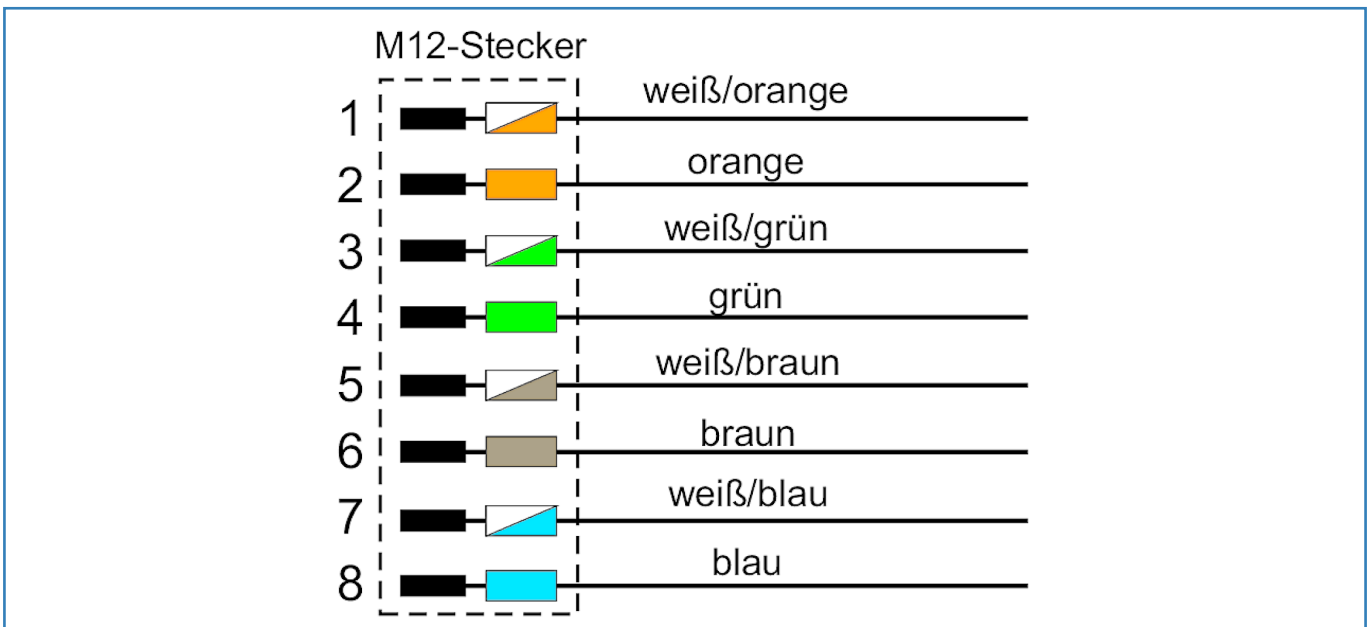 M12-Stecker
1 weiß/orange
2 orange
3 weiß/grün
4 grün
5 weiß/braun
6 braun
7 weiß/blau
8 blau